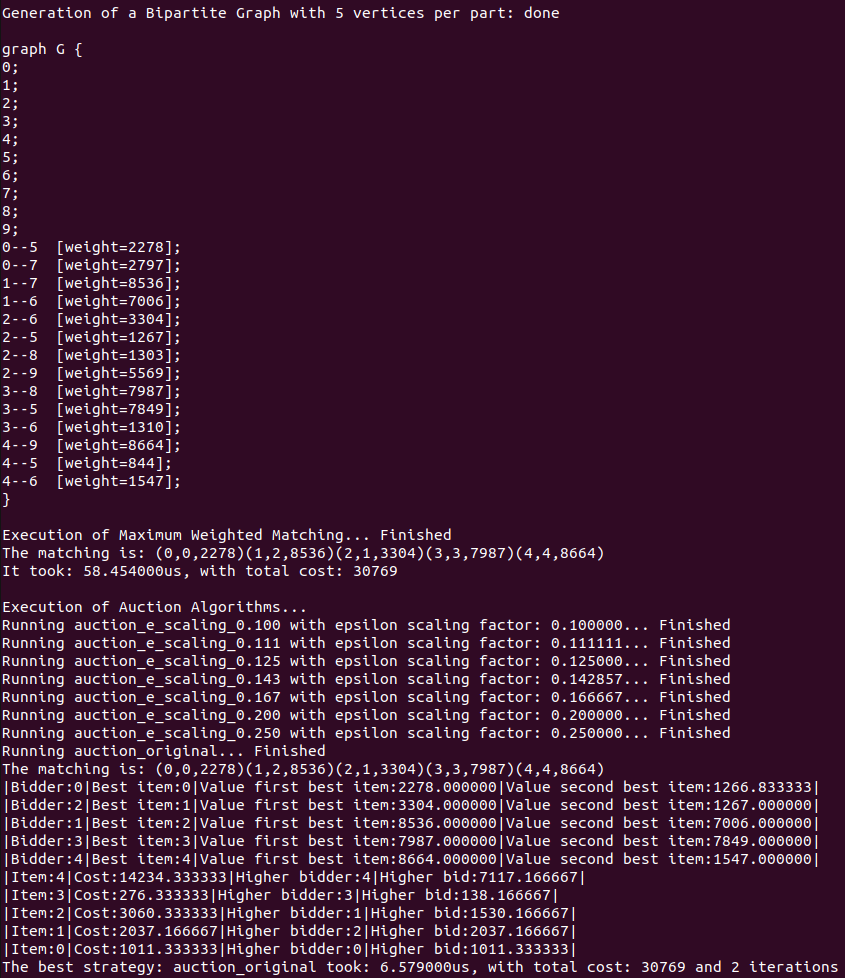 Generation of a Bipartite Graph with 5 vertices per part: done
graph G {
0;
1;
2;
3;
4;
5;
6;
7;
8;
9;
0--5  [weight=2278];
0--7  [weight=2797];
1--7  [weight=8536];
1--6  [weight=7006];
2--6  [weight=3304];
2--5  [weight=1267];
2--8  [weight=1303];
2--9  [weight=5569];
3--8  [weight=7987];
3--5  [weight=7849];
3--6  [weight=1310];
4--9  [weight=8664];
4--5  [weight=844];
4--6  [weight=1547];
}
Execution of Maximum Weighted Matching... Finished
The matching is: (0,0,2278)(1,2,8536)(2,1,3304)(3,3,7987)(4,4,8664)
It took: 58.454000us, with total cost: 30769
Execution of Auction Algorithms...
Running auction_e_scaling_0.100 with epsilon scaling factor: 0.100000... Finished
Running auction_e_scaling_0.111 with epsilon scaling factor: 0.111111... Finished
Running auction_e_scaling_0.125 with epsilon scaling factor: 0.125000... Finished
Running auction_e_scaling_0.143 with epsilon scaling factor: 0.142857... Finished
Running auction_e_scaling_0.167 with epsilon scaling factor: 0.166667... Finished
Running auction_e_scaling_0.200 with epsilon scaling factor: 0.200000... Finished
Running auction_e_scaling_0.250 with epsilon scaling factor: 0.250000... Finished
Running auction_original... Finished
The matching is: (0,0,2278)(1,2,8536)(2,1,3304)(3,3,7987)(4,4,8664)
|Bidder:0|Best item:0|Value first best item:2278.000000|Value second best item:1266.833333|
|Bidder:2|Best item:1|Value first best item:3304.000000|Value second best item:1267.000000|
|Bidder:1|Best item:2|Value first best item:8536.000000|Value second best item:7006.000000|
|Bidder:3|Best item:3|Value first best item:7987.000000|Value second best item:7849.000000|
|Bidder:4|Best item:4|Value first best item:8664.000000|Value second best item:1547.000000|
|Item:4|Cost:14234.333333|Higher bidder:4|Higher bid:7117.166667|
|Item:3|Cost:276.333333|Higher bidder:3|Higher bid:138.166667|
|Item:2|Cost:3060.333333|Higher bidder:1|Higher bid:1530.166667|
|Item:1|Cost:2037.166667|Higher bidder:2|Higher bid:2037.166667|
|Item:0|Cost:1011.333333|Higher bidder:0|Higher bid:1011.333333|
The best strategy: auction_original took: 6.579000us, with total cost: 30769 and 2 iterations